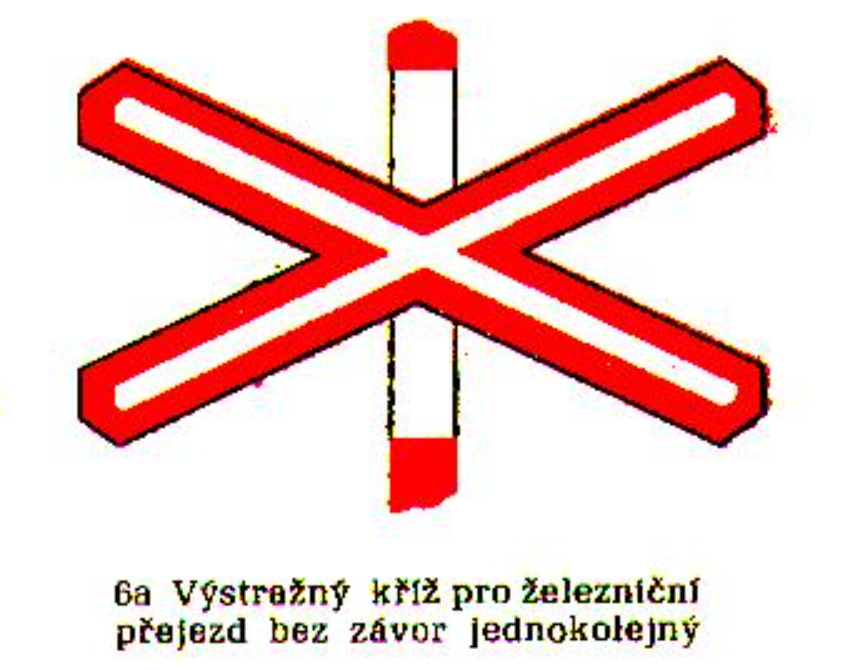 6a Výstražný kříž pro železniční
přejezd bez závor jednokolejný